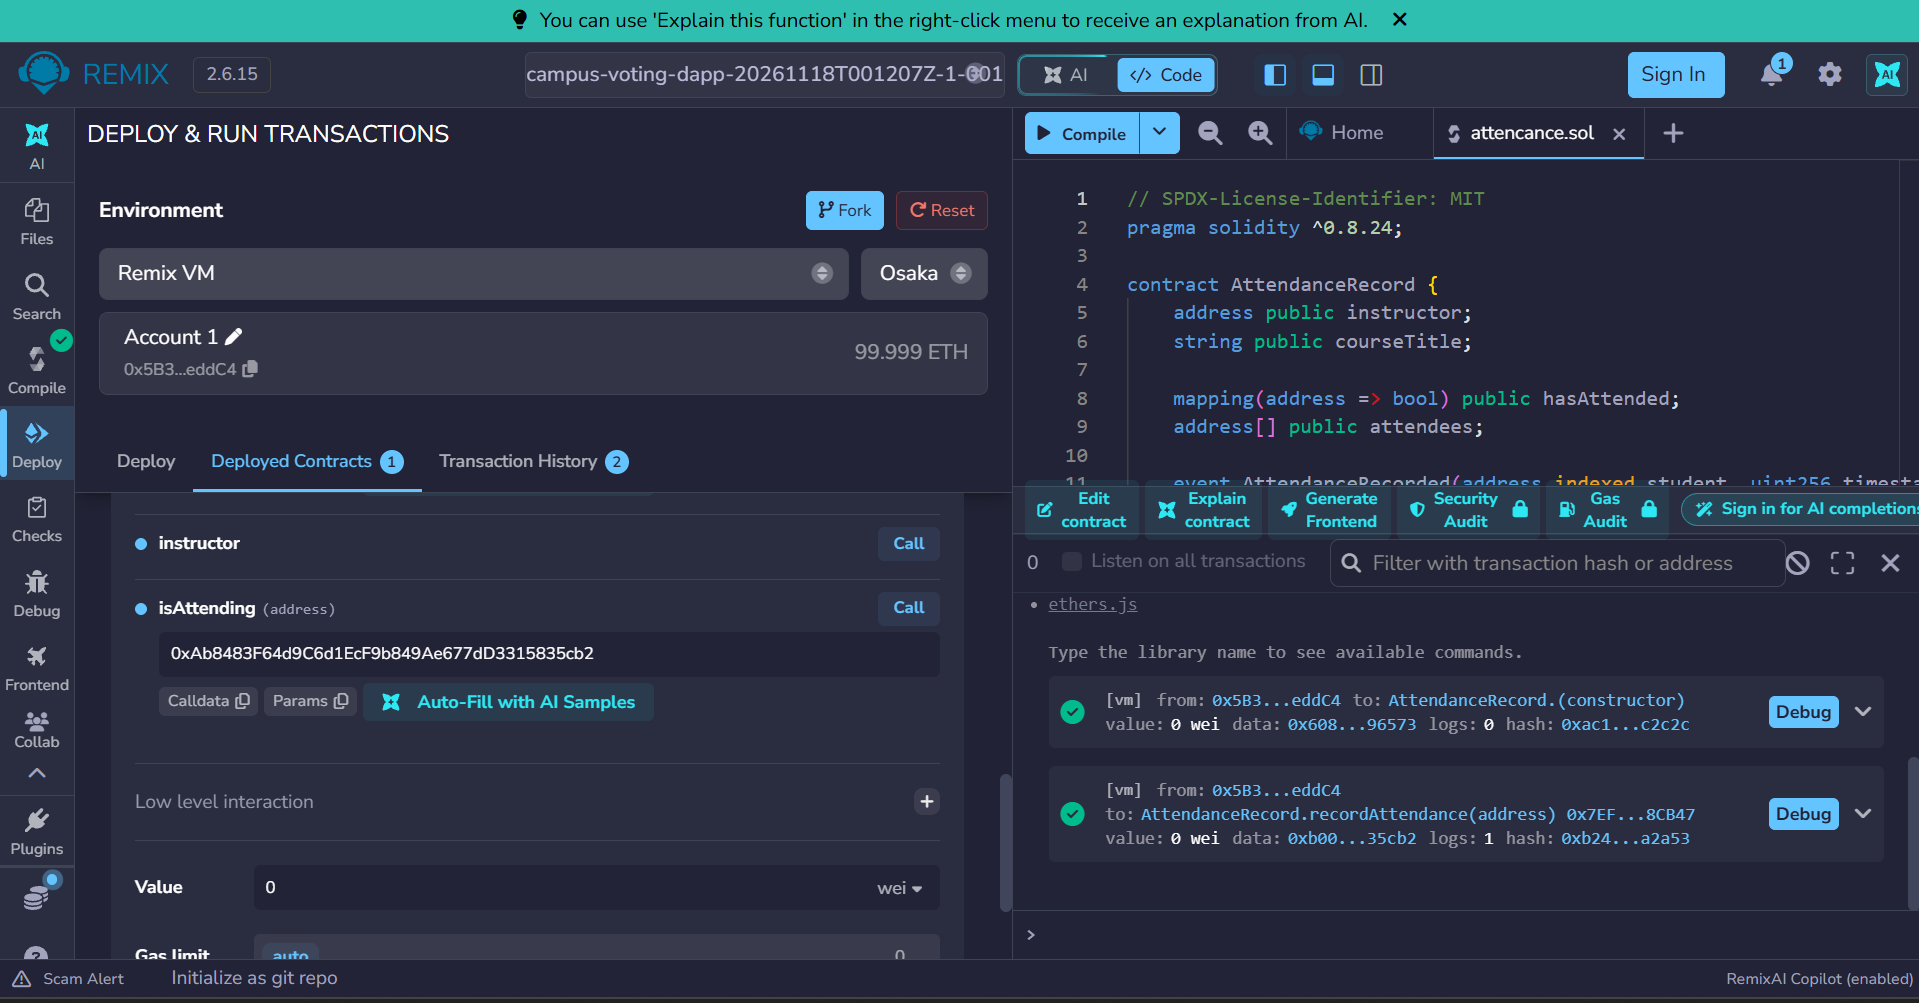 You can use 'Explain this function' in the right-click menu to receive an explanation from AI.
REMIX
2.6.15
campus-voting-dapp-20261118T001207Z-1-001
AI
Code
Sign In
1
AI
AI
AI
Files
Search
Compile
Deploy
Checks
Debug
Frontend
Collab
Plugins
DEPLOY & RUN TRANSACTIONS
Environment
Fork
Reset
Remix VM
Osaka
Account 1
0x5B3...eddC4
99.999 ETH
Deploy
Deployed Contracts 1
Transaction History 2
instructor
Call
isAttending (address)
Call
0xAb8483F64d9C6d1EcF9b849Ae677dD3315835cb2
Calldata
Params
Auto-Fill with AI Samples
Low level interaction
Value
0
wei
Gas limit
auto
0
Compile
Home
attencance.sol
1 // SPDX-License-Identifier: MIT
2 pragma solidity ^0.8.24;
3
4 contract AttendanceRecord {
5 address public instructor;
6 string public courseTitle;
7
8 mapping(address => bool) public hasAttended;
9 address[] public attendees;
10
11 event AttendanceRecorded(address indexed student, uint256 timesta
Edit contract
Explain contract
Generate Frontend
Security Audit
Gas Audit
Sign in for AI completions
0
Listen on all transactions
Filter with transaction hash or address
ethers.js
Type the library name to see available commands.
[vm] from: 0x5B3...eddC4 to: AttendanceRecord.(constructor)
value: 0 wei data: 0x608...96573 logs: 0 hash: 0xac1...c2c2c
Debug
[vm] from: 0x5B3...eddC4
to: AttendanceRecord.recordAttendance(address) 0x7EF...8CB47
value: 0 wei data: 0xb00...35cb2 logs: 1 hash: 0xb24...a2a53
Debug
>
Scam Alert
Initialize as git repo
RemixAI Copilot (enabled)